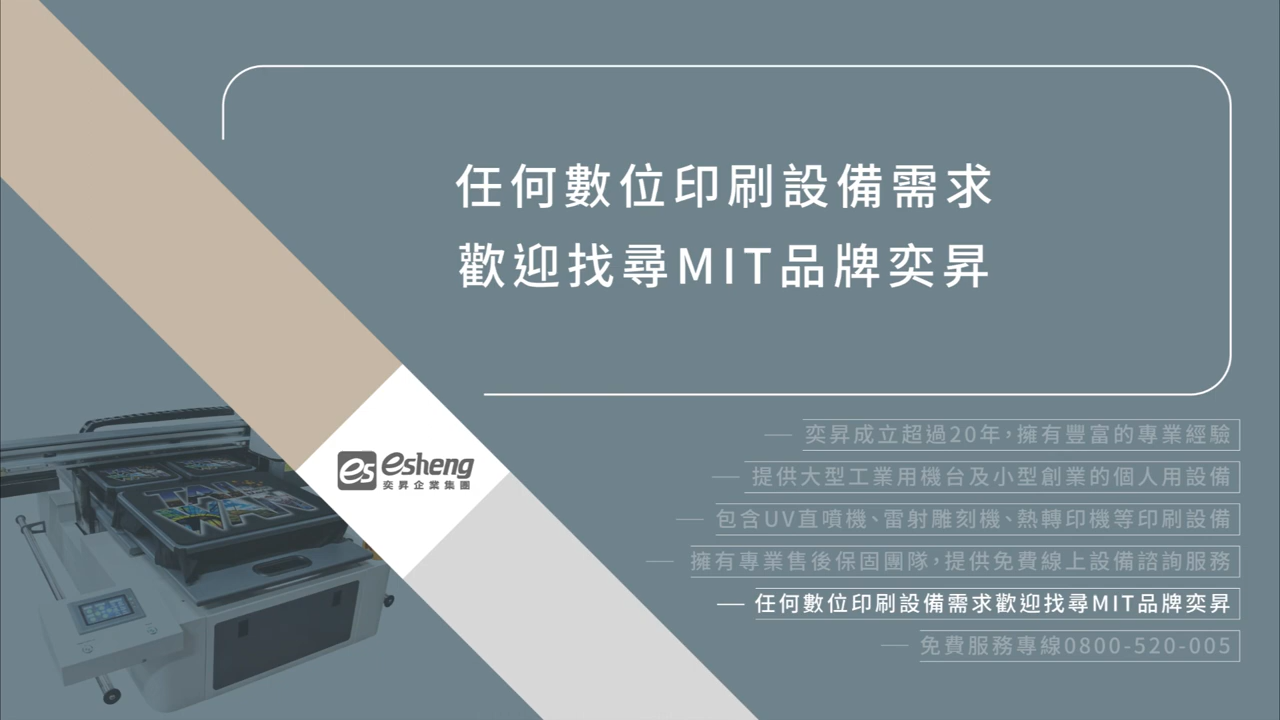 任何數位印刷設備需求
歡迎找尋MIT品牌奕昇
es esheng
奕昇企業集團
奕昇成立超過20年，擁有豐富的專業經驗
提供大型工業用機台及小型創業的個人用設備
包含UV直噴機、雷射雕刻機、熱轉印機等印刷設備
擁有專業售後保固團隊，提供免費線上設備諮詢服務
任何數位印刷設備需求歡迎找尋MIT品牌奕昇
免費服務專線0800-520-005
TAI
WAN